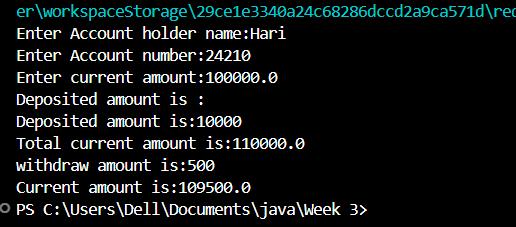 er\workspaceStorage\29ce1e3340a24c68286dccd2a9ca571d\red
Enter Account holder name:Hari
Enter Account number:24210
Enter current amount:100000.0
Deposited amount is :
Deposited amount is:10000
Total current amount is:110000.0
withdraw amount is:500
Current amount is:109500.0
PS C:\Users\Dell\Documents\java\Week 3>